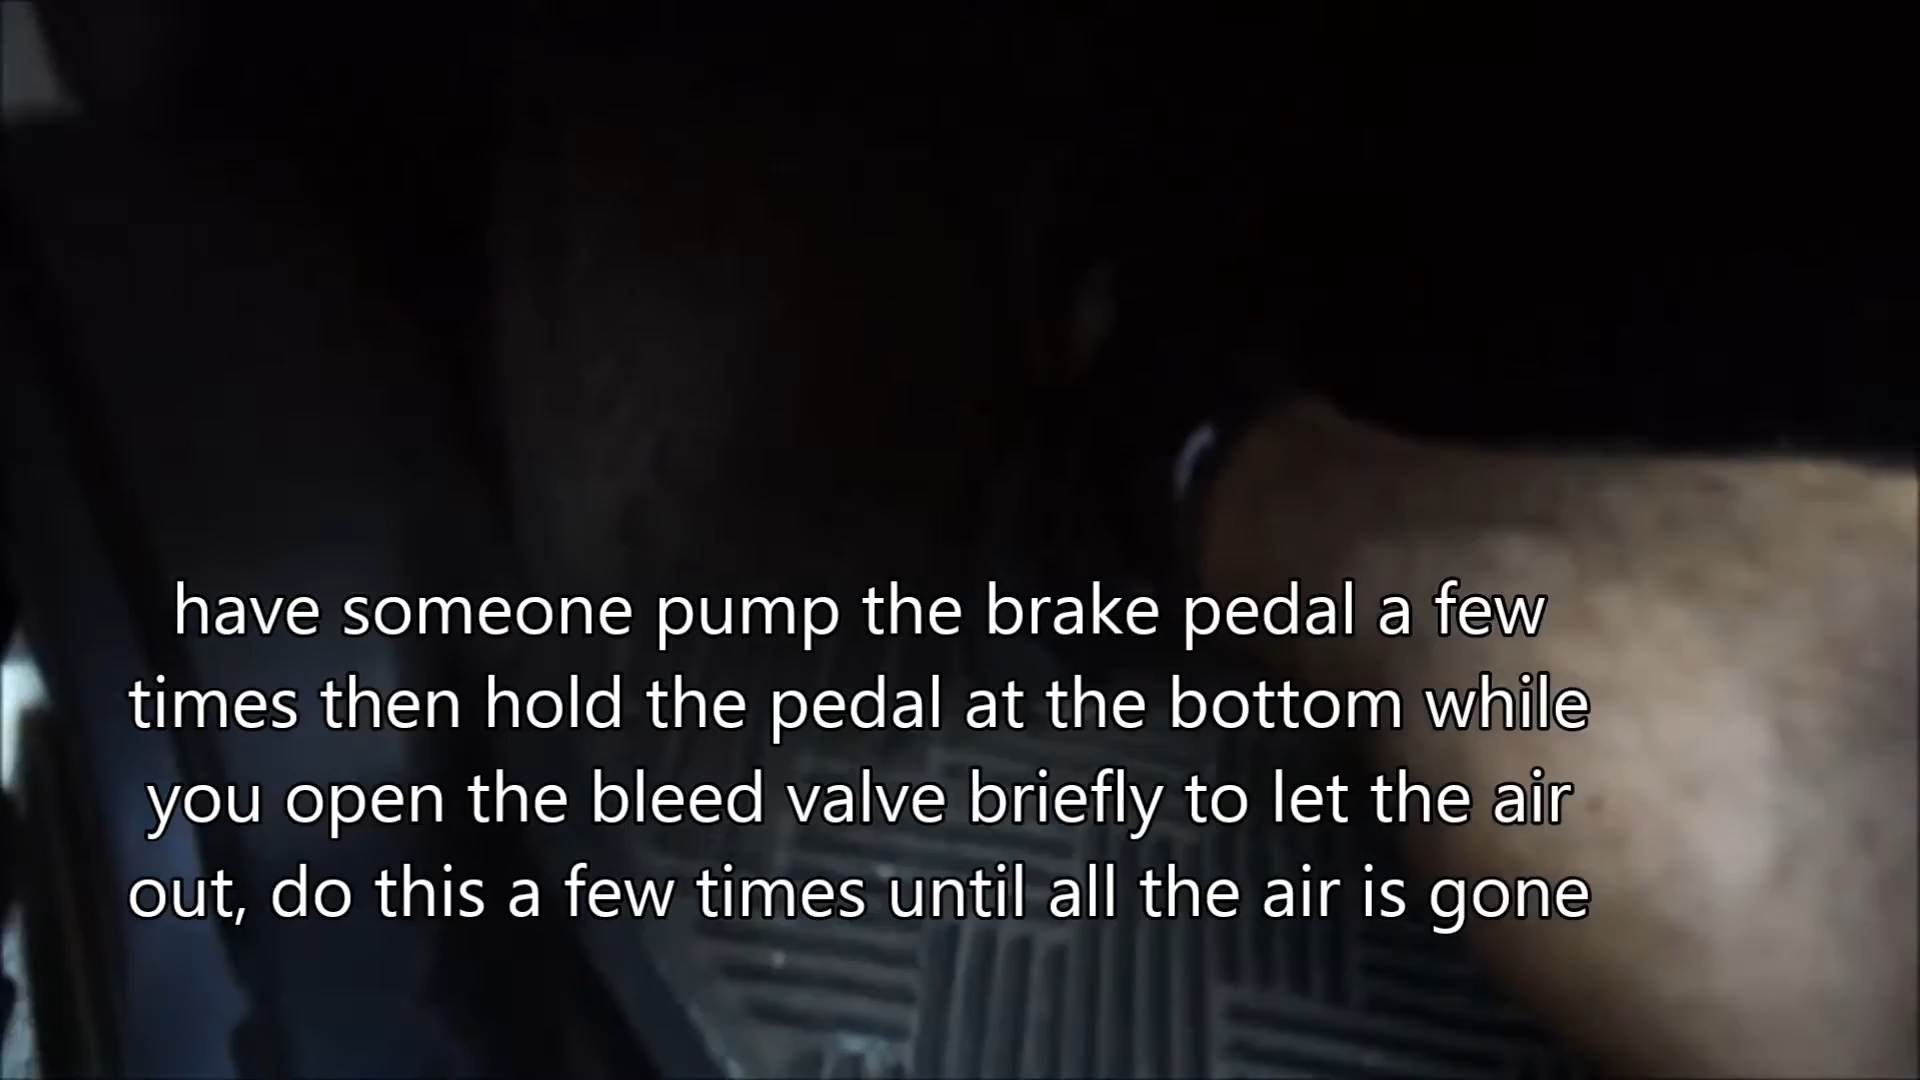 have someone pump the brake pedal a few
times then hold the pedal at the bottom while
you open the bleed valve briefly to let the air
out, do this a few times until all the air is gone